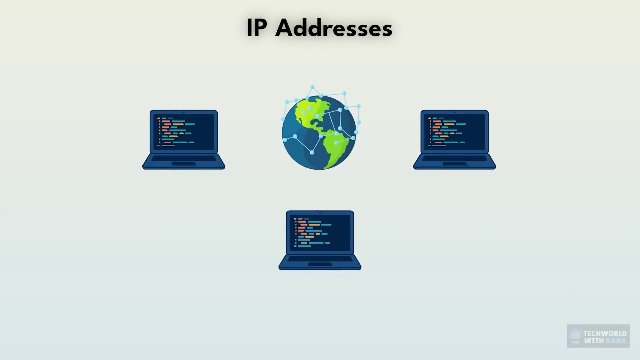 IP Addresses
TECHWORLD
WITH NANA